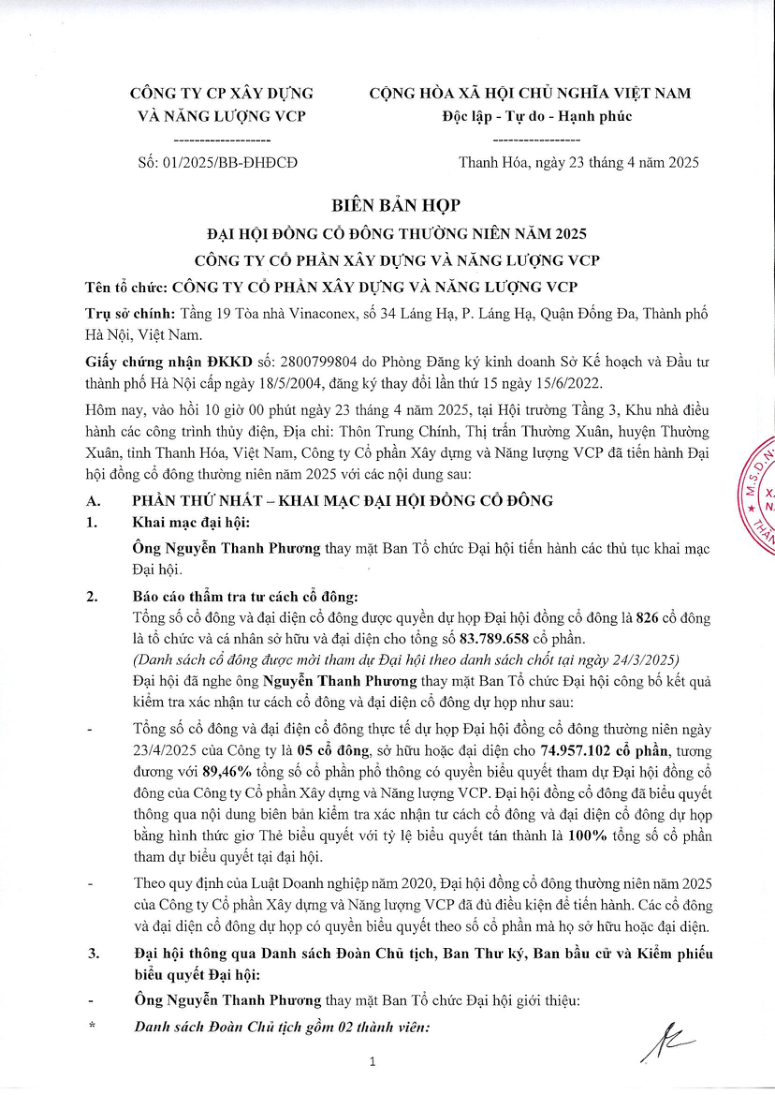 CÔNG TY CP XÂY DỰNG
VÀ NĂNG LƯỢNG VCP
-------------------
Số: 01/2025/BB-ĐHĐCĐ
CỘNG HÒA XÃ HỘI CHỦ NGHĨA VIỆT NAM
Độc lập - Tự do - Hạnh phúc
-----------------
Thanh Hóa, ngày 23 tháng 4 năm 2025
BIÊN BẢN HỌP
ĐẠI HỘI ĐỒNG CỔ ĐÔNG THƯỜNG NIÊN NĂM 2025
CÔNG TY CỔ PHẦN XÂY DỰNG VÀ NĂNG LƯỢNG VCP
Tên tổ chức: CÔNG TY CỔ PHẦN XÂY DỰNG VÀ NĂNG LƯỢNG VCP
Trụ sở chính: Tầng 19 Tòa nhà Vinaconex, số 34 Láng Hạ, P. Láng Hạ, Quận Đống Đa, Thành phố
Hà Nội, Việt Nam.
Giấy chứng nhận ĐKKD số: 2800799804 do Phòng Đăng ký kinh doanh Sở Kế hoạch và Đầu tư
thành phố Hà Nội cấp ngày 18/5/2004, đăng ký thay đổi lần thứ 15 ngày 15/6/2022.
Hôm nay, vào hồi 10 giờ 00 phút ngày 23 tháng 4 năm 2025, tại Hội trường Tầng 3, Khu nhà điều
hành các công trình thủy điện, Địa chỉ: Thôn Trung Chính, Thị trấn Thường Xuân, huyện Thường
Xuân, tỉnh Thanh Hóa, Việt Nam, Công ty Cổ phần Xây dựng và Năng lượng VCP đã tiến hành Đại
hội đồng cổ đông thường niên năm 2025 với các nội dung sau:
A. PHẦN THỨ NHẤT – KHAI MẠC ĐẠI HỘI ĐỒNG CỔ ĐÔNG
1. Khai mạc đại hội:
Ông Nguyễn Thanh Phương thay mặt Ban Tổ chức Đại hội tiến hành các thủ tục khai mạc
Đại hội.
2. Báo cáo thẩm tra tư cách cổ đông:
Tổng số cổ đông và đại diện cổ đông được quyền dự họp Đại hội đồng cổ đông là 826 cổ đông
là tổ chức và cá nhân sở hữu và đại diện cho tổng số 83.789.658 cổ phần.
(Danh sách cổ đông được mời tham dự Đại hội theo danh sách chốt tại ngày 24/3/2025)
Đại hội đã nghe ông Nguyễn Thanh Phương thay mặt Ban Tổ chức Đại hội công bố kết quả
kiểm tra xác nhận tư cách cổ đông và đại diện cổ đông dự họp như sau:
- Tổng số cổ đông và đại điện cổ đông thực tế dự họp Đại hội đồng cổ đông thường niên ngày
23/4/2025 của Công ty là 05 cổ đông, sở hữu hoặc đại diện cho 74.957.102 cổ phần, tương
đương với 89,46% tổng số cổ phần phổ thông có quyền biểu quyết tham dự Đại hội đồng cổ
đông của Công ty Cổ phần Xây dựng và Năng lượng VCP. Đại hội đồng cổ đông đã biểu quyết
thông qua nội dung biên bản kiểm tra xác nhận tư cách cổ đông và đại diện cổ đông dự họp
bằng hình thức giơ Thẻ biểu quyết với tỷ lệ biểu quyết tán thành là 100% tổng số cổ phần
tham dự biểu quyết tại đại hội.
- Theo quy định của Luật Doanh nghiệp năm 2020, Đại hội đồng cổ đông thường niên năm 2025
của Công ty Cổ phần Xây dựng và Năng lượng VCP đã đủ điều kiện để tiến hành. Các cổ đông
và đại diện cổ đông dự họp có quyền biểu quyết theo số cổ phần mà họ sở hữu hoặc đại diện.
3. Đại hội thông qua Danh sách Đoàn Chủ tịch, Ban Thư ký, Ban bầu cử và Kiểm phiếu
biểu quyết Đại hội:
- Ông Nguyễn Thanh Phương thay mặt Ban Tổ chức Đại hội giới thiệu:
* Danh sách Đoàn Chủ tịch gồm 02 thành viên:
1
★ M.S.D.N